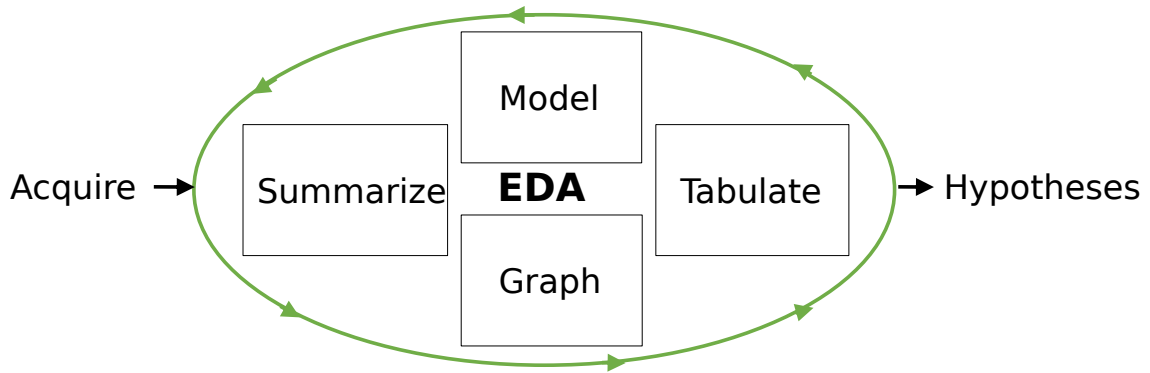 Model
Acquire
Summarize
EDA
Tabulate
Hypotheses
Graph